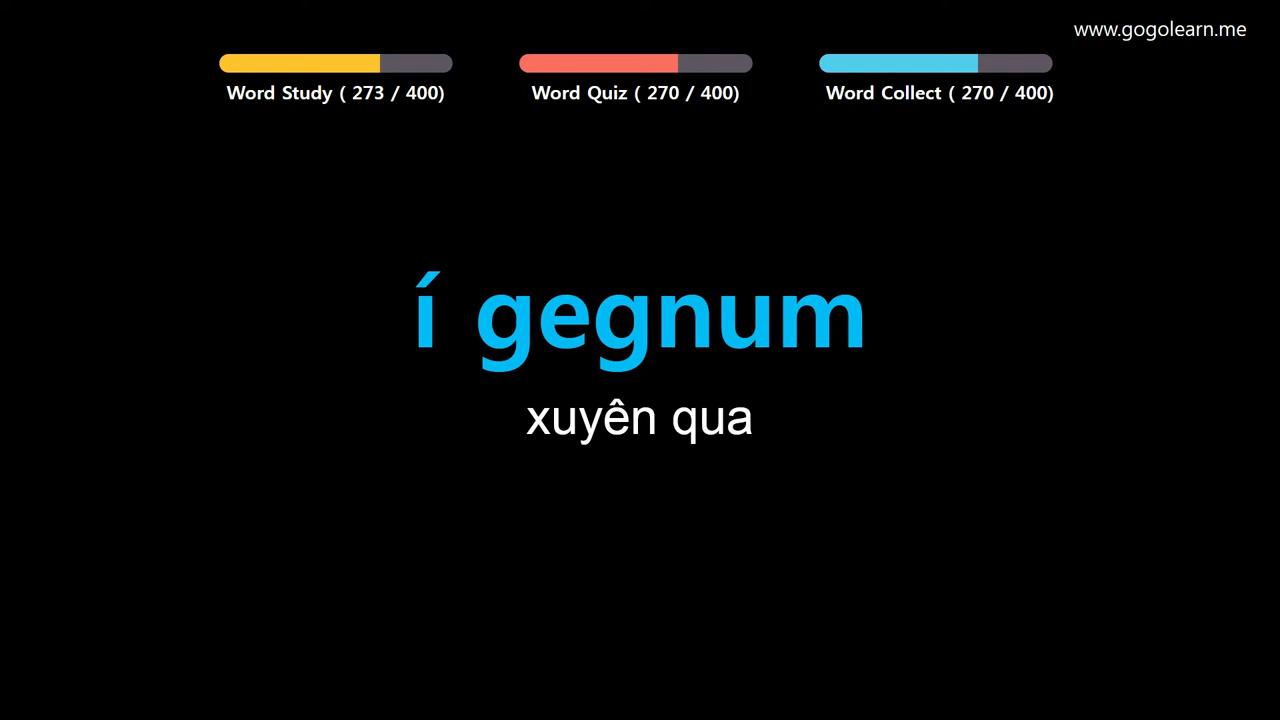 www.gogolearn.me
Word Study ( 273 / 400)
Word Quiz ( 270 / 400)
Word Collect ( 270 / 400)
í gegnum
xuyên qua